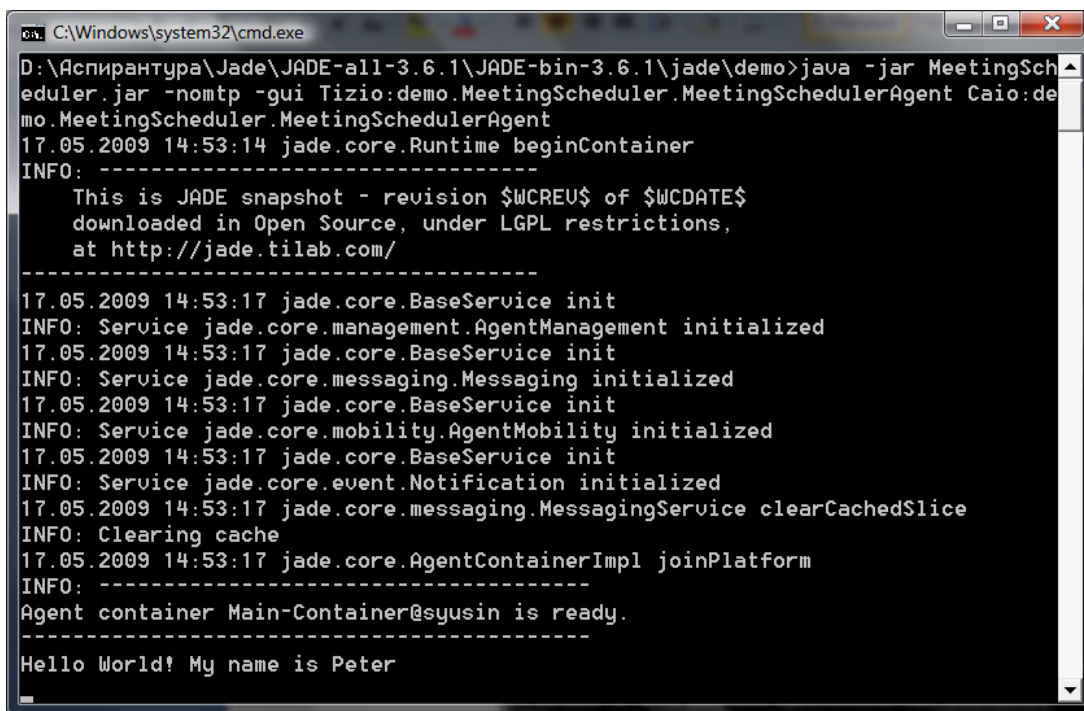 C:\Windows\system32\cmd.exe
D:\Аспирантура\Jade\JADE-all-3.6.1\JADE-bin-3.6.1\jade\demo>java -jar MeetingSch
eduler.jar -nomtp -gui Tizio:demo.MeetingScheduler.MeetingSchedulerAgent Caio:de
mo.MeetingScheduler.MeetingSchedulerAgent
17.05.2009 14:53:14 jade.core.Runtime beginContainer
INFO: ----------------------------------
    This is JADE snapshot - revision $WCREV$ of $WCDATE$
    downloaded in Open Source, under LGPL restrictions,
    at http://jade.tilab.com/
----------------------------------------
17.05.2009 14:53:17 jade.core.BaseService init
INFO: Service jade.core.management.AgentManagement initialized
17.05.2009 14:53:17 jade.core.BaseService init
INFO: Service jade.core.messaging.Messaging initialized
17.05.2009 14:53:17 jade.core.BaseService init
INFO: Service jade.core.mobility.AgentMobility initialized
17.05.2009 14:53:17 jade.core.BaseService init
INFO: Service jade.core.event.Notification initialized
17.05.2009 14:53:17 jade.core.messaging.MessagingService clearCachedSlice
INFO: Clearing cache
17.05.2009 14:53:17 jade.core.AgentContainerImpl joinPlatform
INFO: --------------------------------------
Agent container Main-Container@syusin is ready.
--------------------------------------------
Hello World! My name is Peter